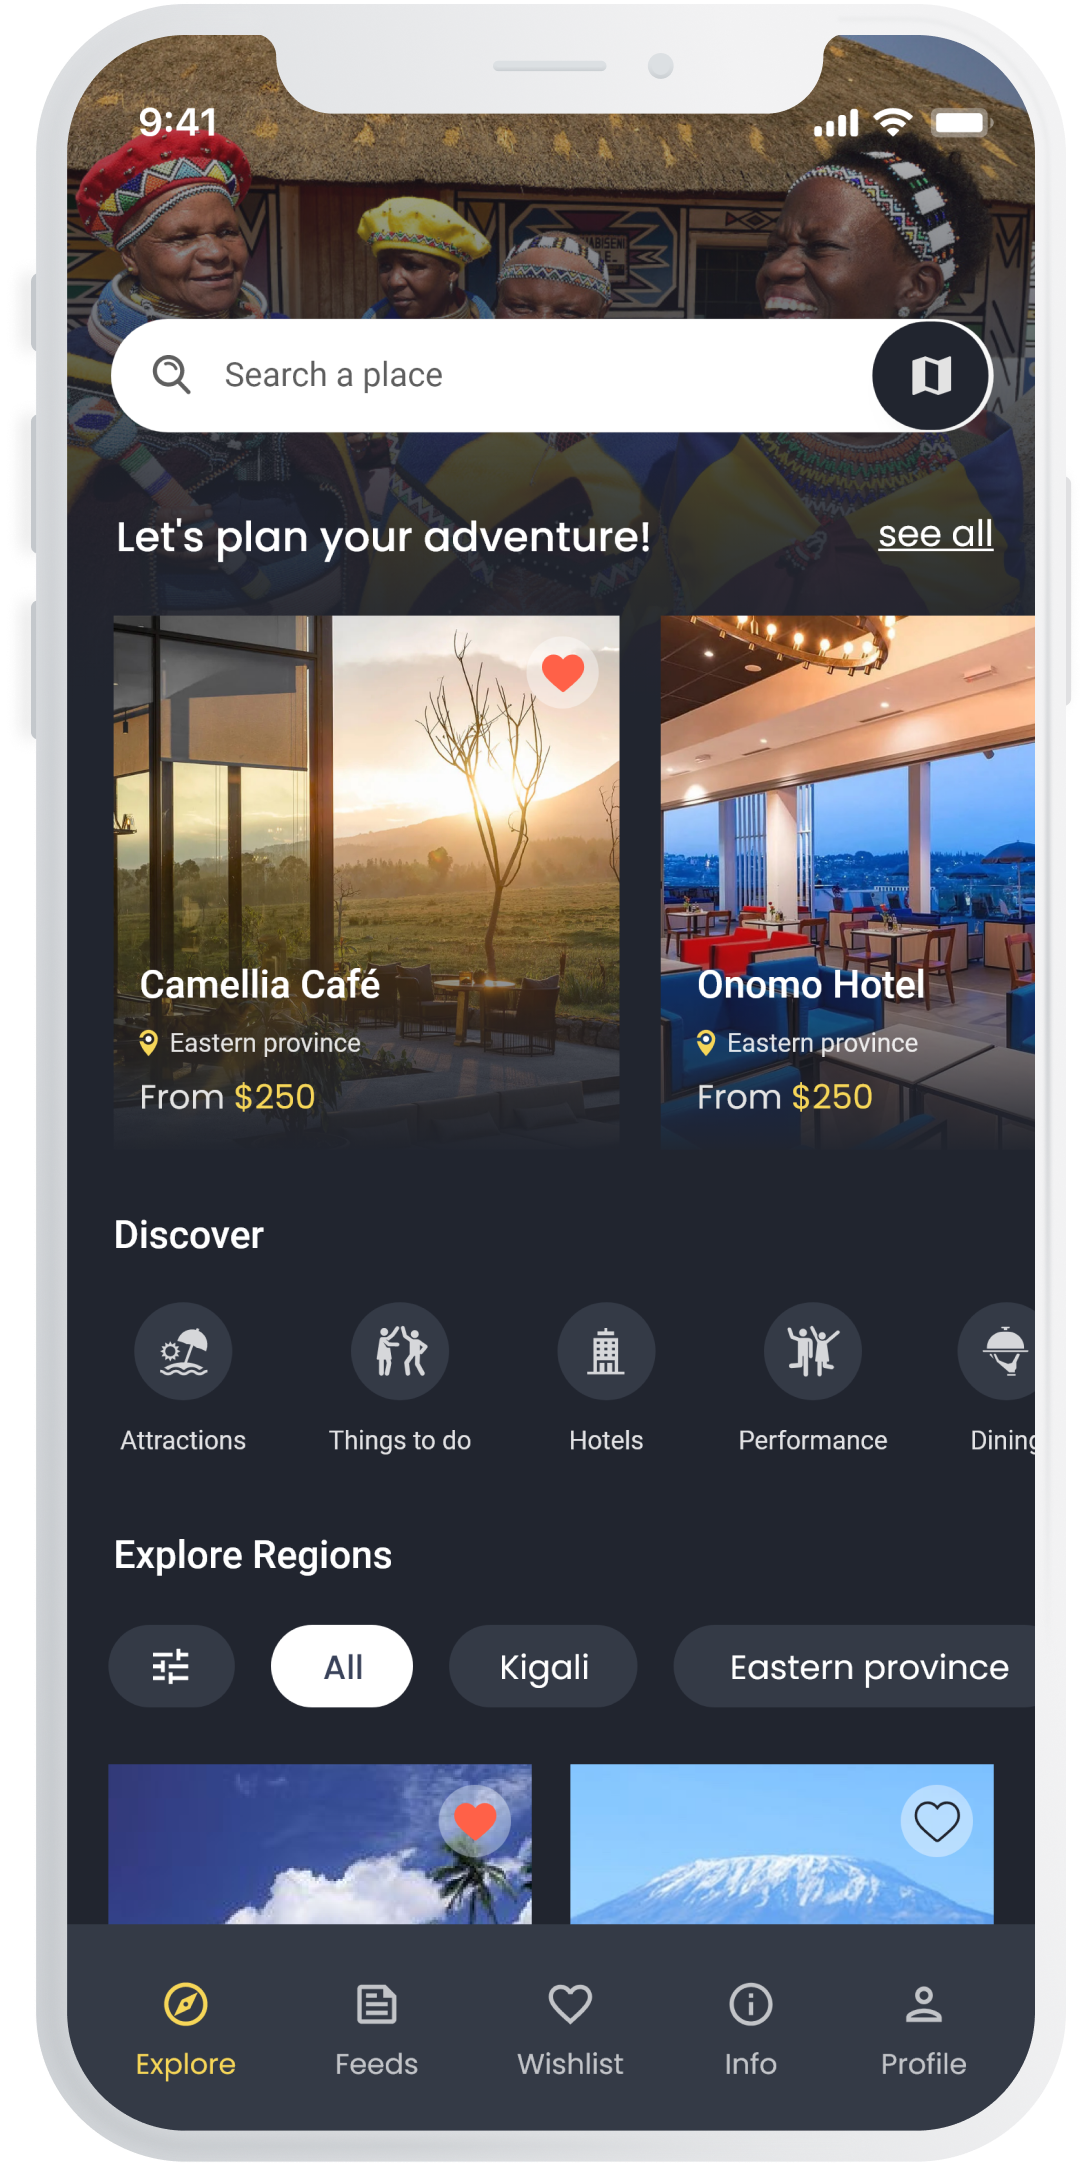 9:41
Search a place
Let's plan your adventure! see all
Camellia Café
Eastern province
From $250
Onomo Hotel
Eastern province
From $250
Discover
Attractions Things to do Hotels Performance Dining
Explore Regions
All Kigali Eastern province
Explore Feeds Wishlist Info Profile